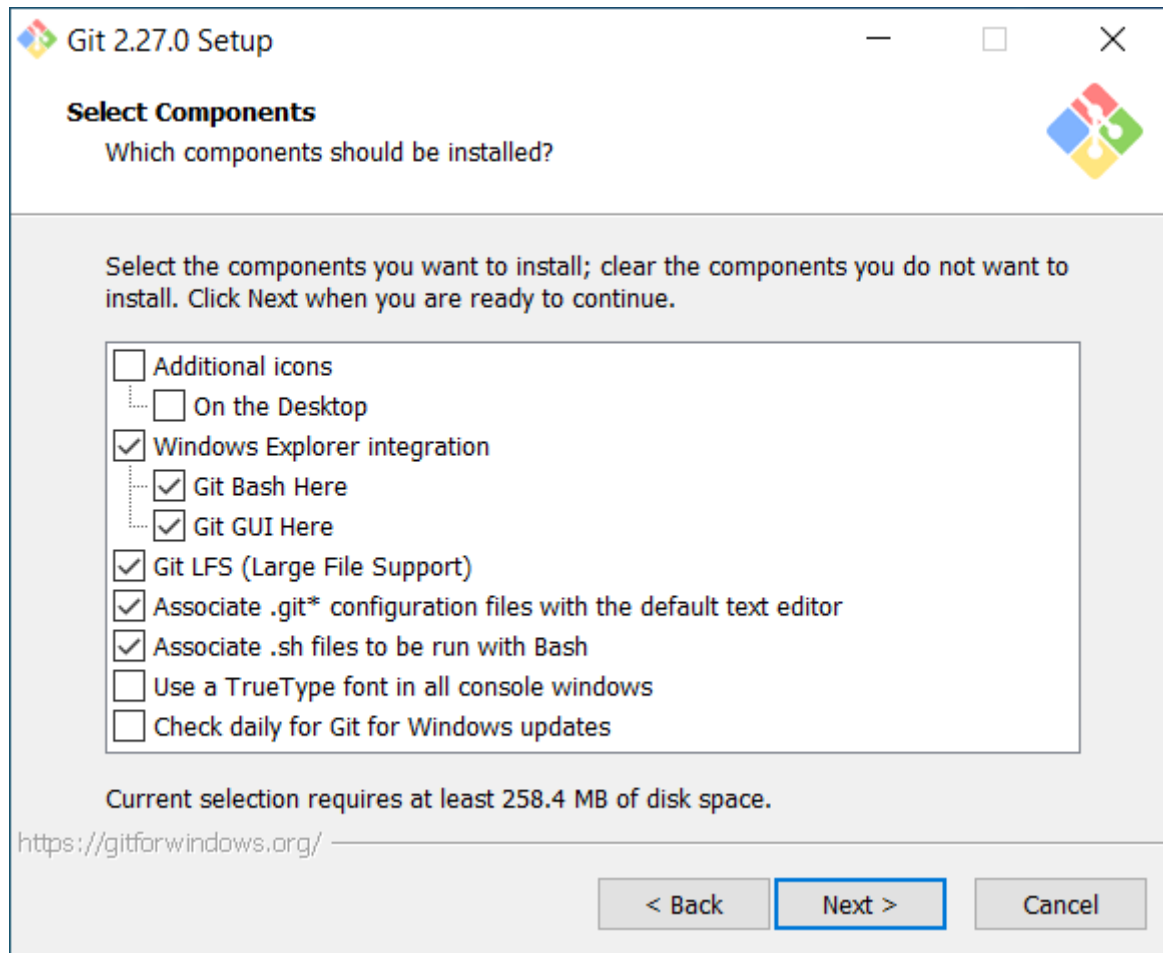 Git 2.27.0 Setup
Select Components
Which components should be installed?
Select the components you want to install; clear the components you do not want to
install. Click Next when you are ready to continue.
Additional icons
On the Desktop
Windows Explorer integration
Git Bash Here
Git GUI Here
Git LFS (Large File Support)
Associate .git* configuration files with the default text editor
Associate .sh files to be run with Bash
Use a TrueType font in all console windows
Check daily for Git for Windows updates
Current selection requires at least 258.4 MB of disk space.
https://gitforwindows.org/
< Back Next > Cancel